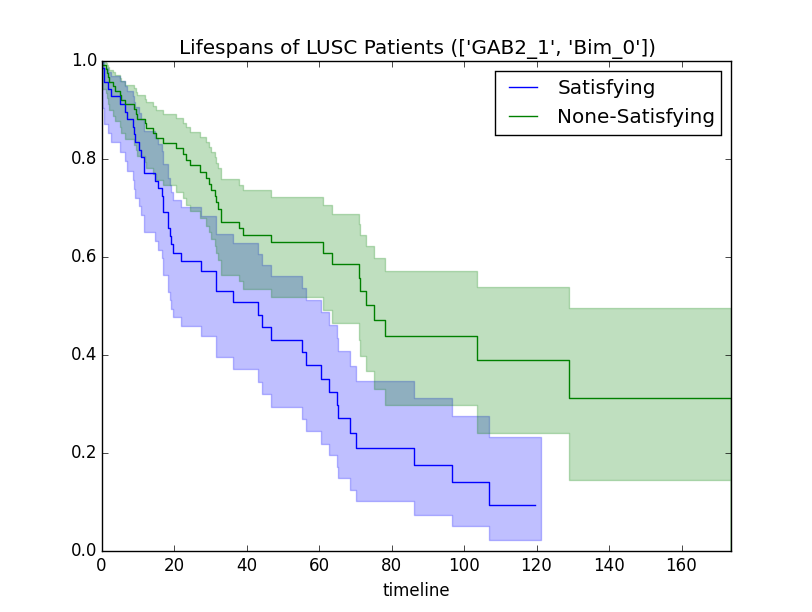 Lifespans of LUSC Patients (['GAB2_1', 'Bim_0'])
Satisfying
None-Satisfying
1.0
0.8
0.6
0.4
0.2
0.0
0 20 40 60 80 100 120 140 160
timeline